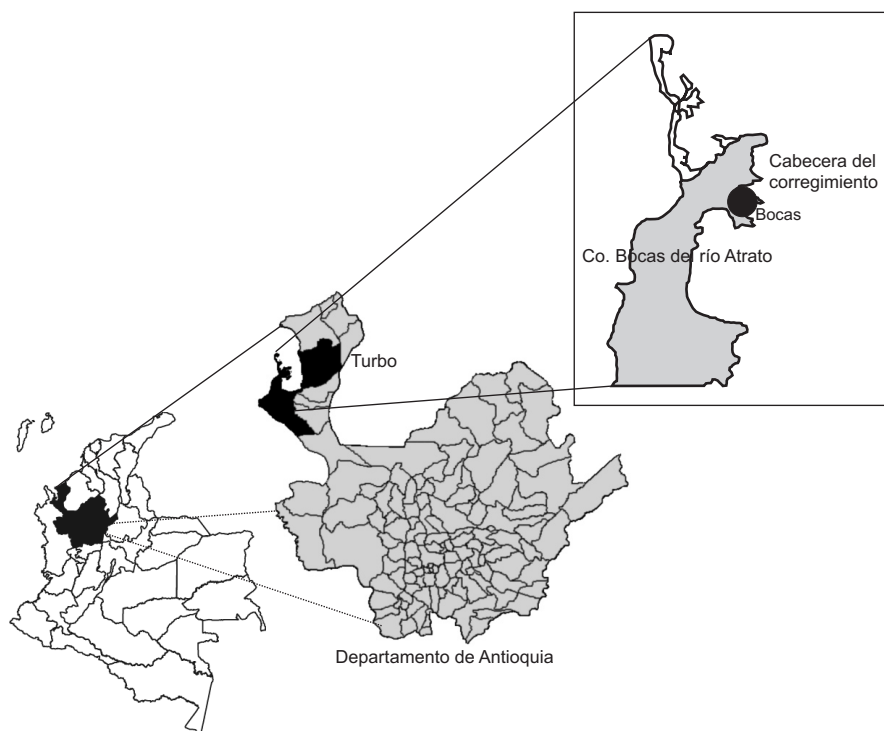 Cabecera del
corregimiento
Bocas
Co. Bocas del río Atrato
Turbo
Departamento de Antioquia